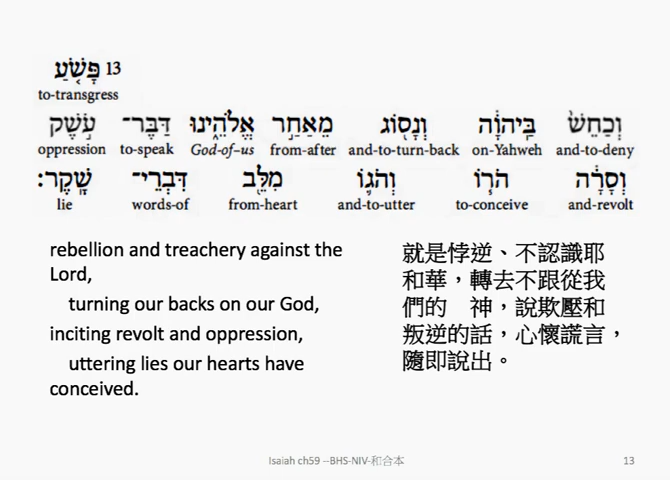 13 פָּשֹׁ֤עַ
to-transgress
וְכַחֵשׁ֙ בַּֽיהוָ֔ה וְנָס֖וֹג מֵאַחַ֣ר אֱלֹהֵ֑ינוּ דַּבֶּר־ עֹ֣שֶׁק
oppression to-speak God-of-us from-after and-to-turn-back on-Yahweh and-to-deny
וְסָרָ֔ה הֹר֧וֹ וְהֹג֛וֹ מִלֵּ֖ב דִּבְרֵי־ שָֽׁקֶר׃
lie words-of from-heart and-to-utter to-conceive and-revolt
rebellion and treachery against the
Lord,
turning our backs on our God,
inciting revolt and oppression,
uttering lies our hearts have
conceived.
就是悖逆、不認識耶
和華，轉去不跟從我
們的　神，說欺壓和
叛逆的話，心懷謊言，
隨即說出。
Isaiah ch59 --BHS-NIV-和合本
13